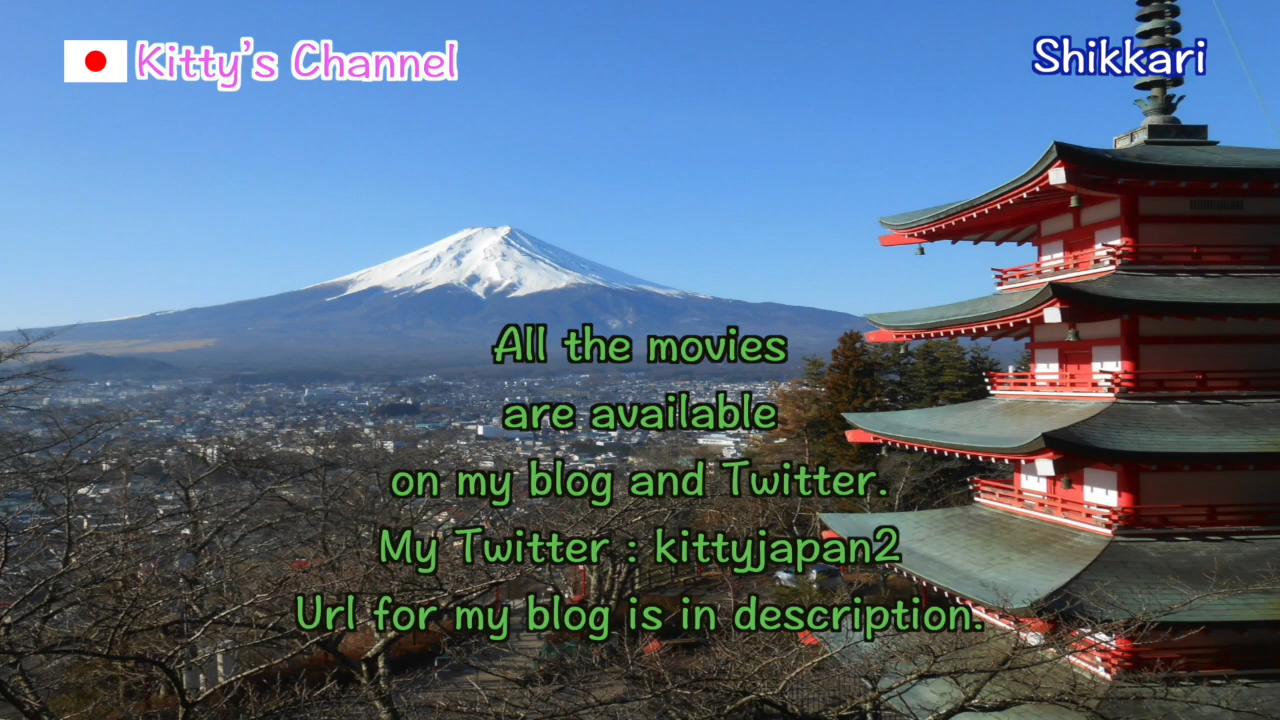 Kitty's Channel
Shikkari
All the movies
are available
on my blog and Twitter.
My Twitter : kittyjapan2
Url for my blog is in description.